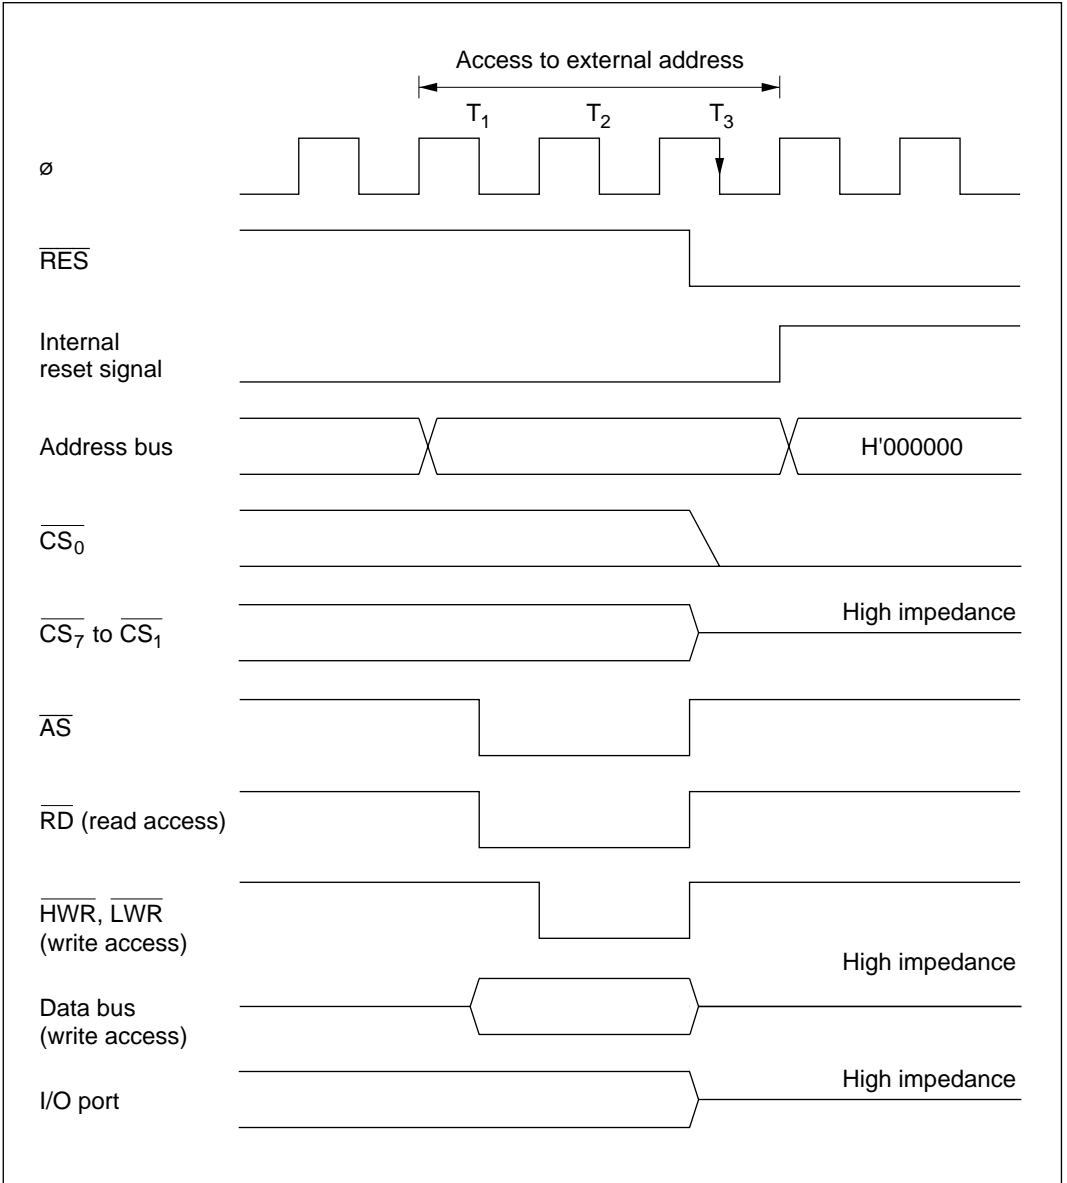 Access to external address
T1 T2 T3
ø
RES
Internal
reset signal
Address bus
H'000000
CS0
High impedance
CS7 to CS1
AS
RD (read access)
HWR, LWR
(write access)
High impedance
Data bus
(write access)
High impedance
I/O port